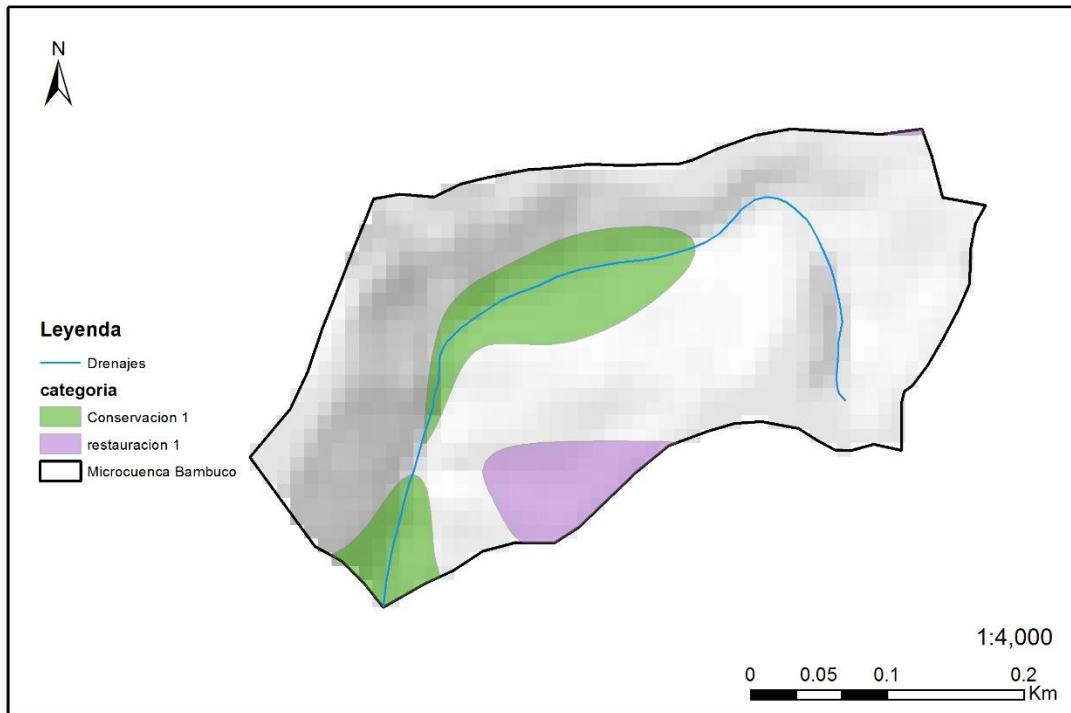 N
Leyenda
Drenajes
categoria
Conservacion 1
restauracion 1
Microcuenca Bambuco
1:4,000
0 0.05 0.1 0.2
Km